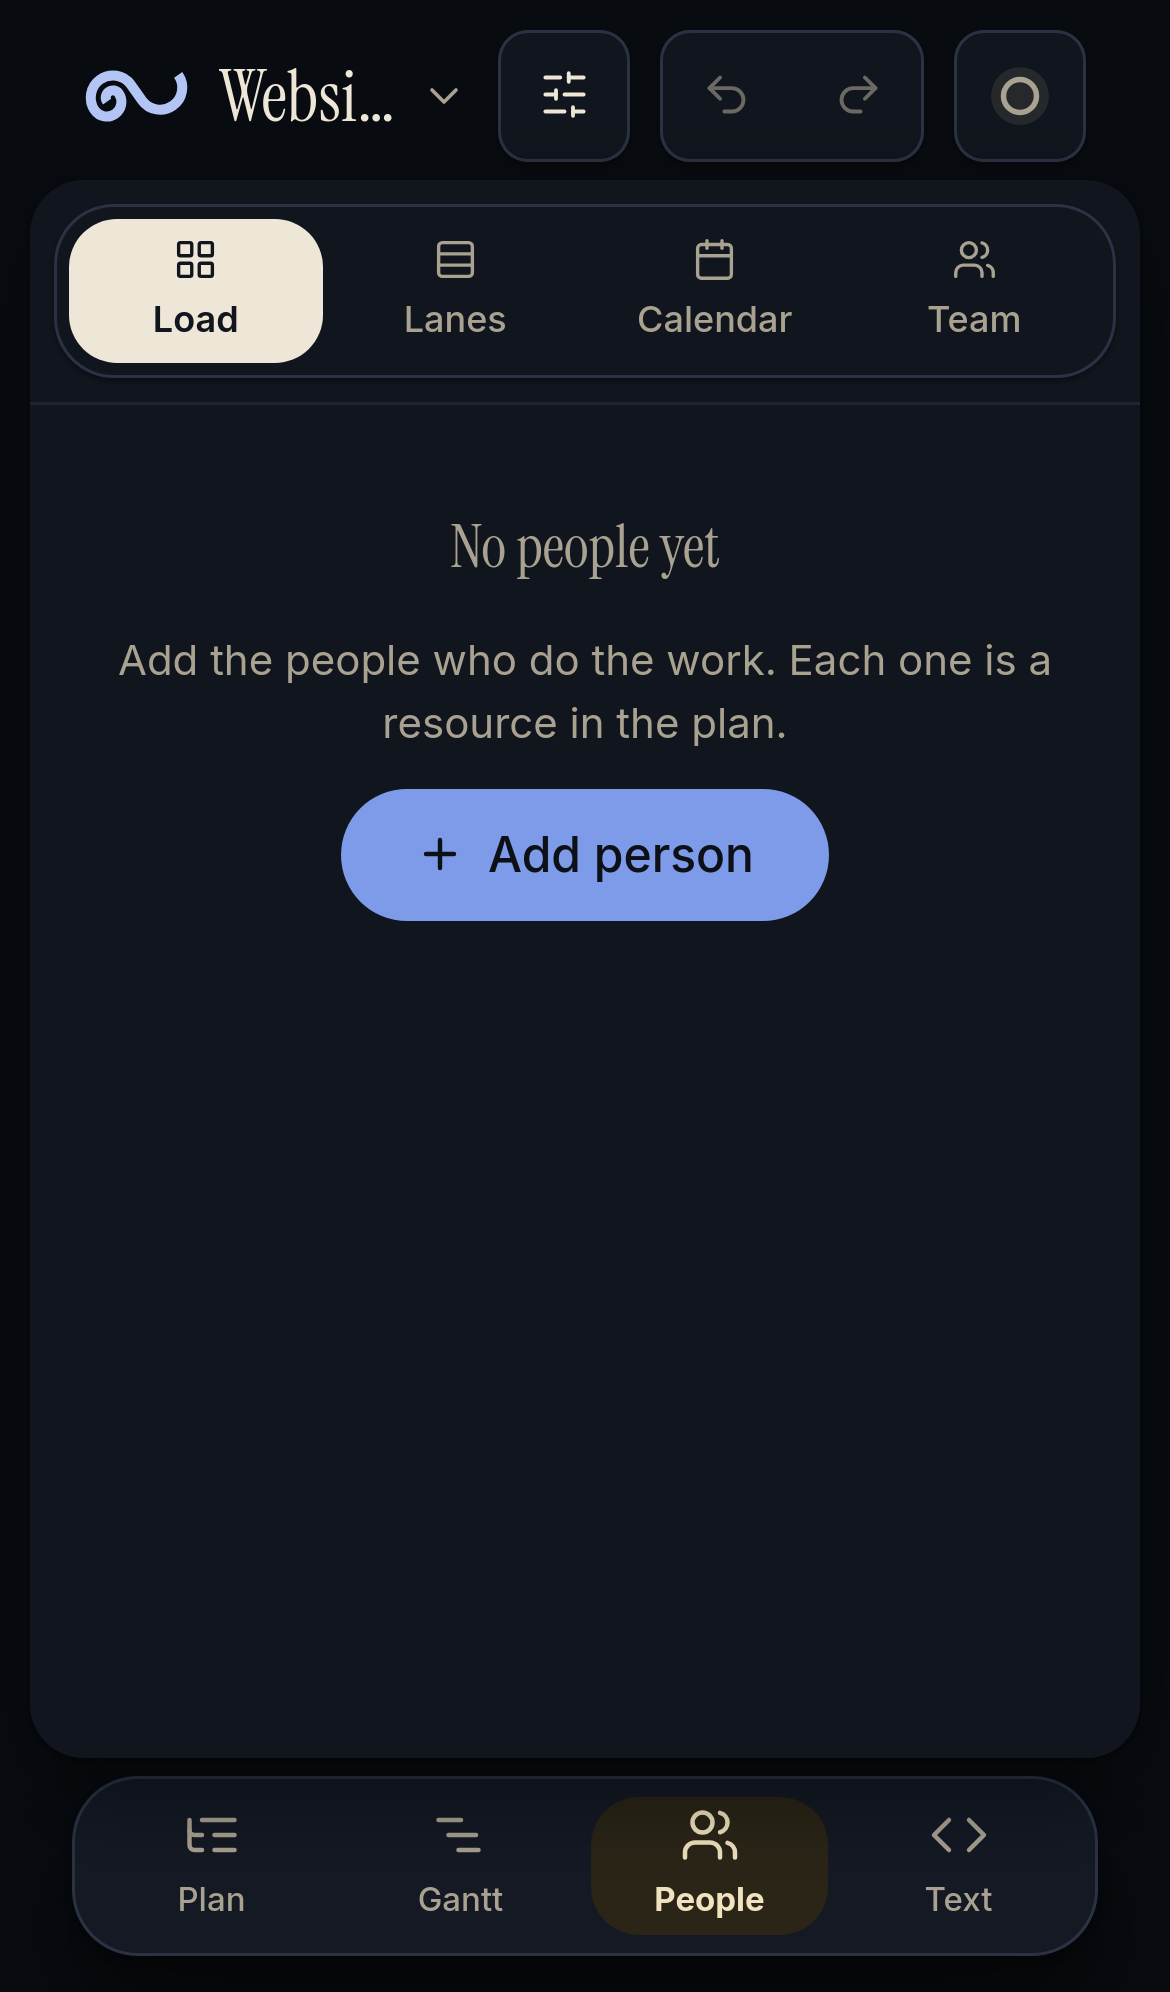 Websi...
Load
Lanes
Calendar
Team
No people yet
Add the people who do the work. Each one is a
resource in the plan.
Add person
Plan
Gantt
People
Text